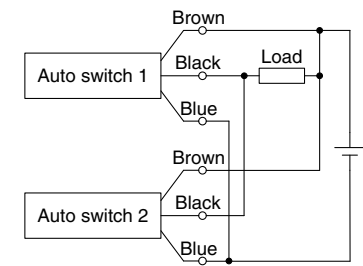 Brown
Auto switch 1
Black
Load
Blue
Brown
Auto switch 2
Black
Blue